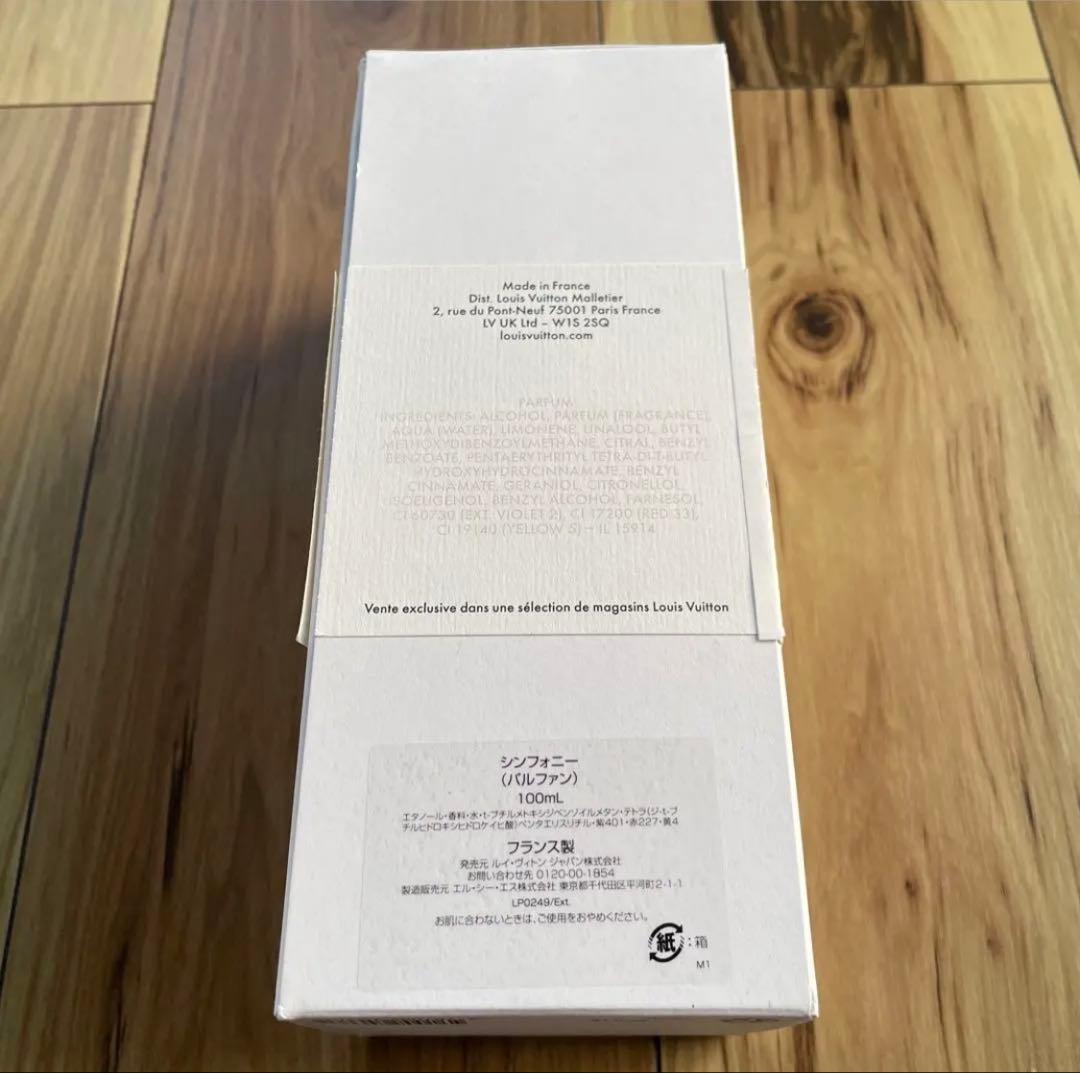 Made in France
Dist. Louis Vuitton Malletier
2, rue du Pont-Neuf 75001 Paris France
LV UK Ltd – W1S 2SQ
louisvuitton.com
PARFUM
INGREDIENTS: ALCOHOL, PARFUM (FRAGRANCE),
AQUA (WATER), LIMONENE, LINALOOL, BUTYL
METHOXYDIBENZOYLMETHANE, CITRAL, BENZYL
BENZOATE, PENTAERYTHRITYL TETRA-DI-T-BUTYL
HYDROXYHYDROCINNAMATE, BENZYL
CINNAMATE, GERANIOL, CITRONELLOL,
ISOEUGENOL, BENZYL ALCOHOL, FARNESOL,
CI 60730 (EXT. VIOLET 2), CI 17200 (RED 33),
CI 19140 (YELLOW 5) – IL 15914
Vente exclusive dans une sélection de magasins Louis Vuitton
シンフォニー
(パルファン)
100mL
エタノール・香料・水・t-ブチルメトキシジベンゾイルメタン・テトラ(ジ-t-ブ
チルヒドロキシヒドロケイヒ酸)ペンタエリスリチル・紫401・赤227・黄4
フランス製
発売元 ルイ・ヴィトン ジャパン株式会社
お問い合わせ先 0120-00-1854
製造販売元 エル・シー・エス株式会社 東京都千代田区平河町2-1-1
LP0249/Ext.
お肌に合わないときは、ご使用をおやめください。
紙:箱
M1